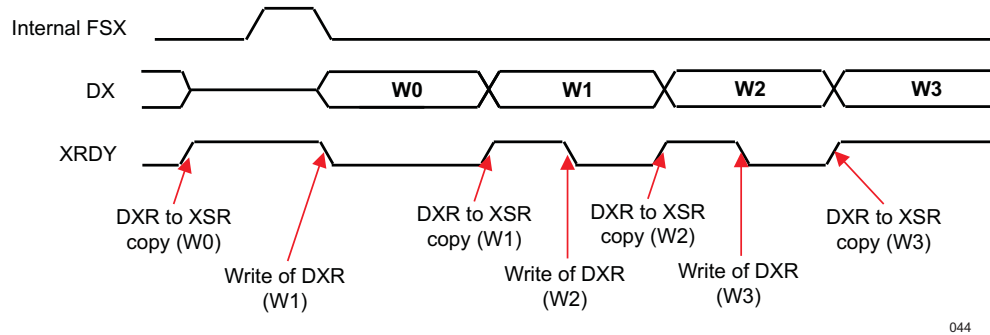 Internal FSX
DX
W0
W1
W2
W3
XRDY
DXR to XSR
copy (W0)
Write of DXR
(W1)
DXR to XSR
copy (W1)
Write of DXR
(W2)
DXR to XSR
copy (W2)
Write of DXR
(W3)
DXR to XSR
copy (W3)
044